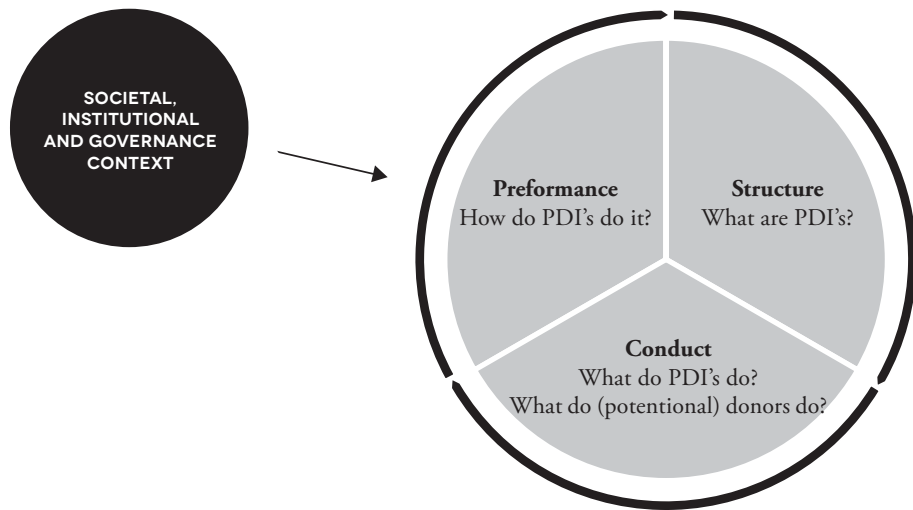 SOCIETAL,
INSTITUTIONAL
AND GOVERNANCE
CONTEXT
Preformance
How do PDI's do it?
Structure
What are PDI's?
Conduct
What do PDI's do?
What do (potentional) donors do?